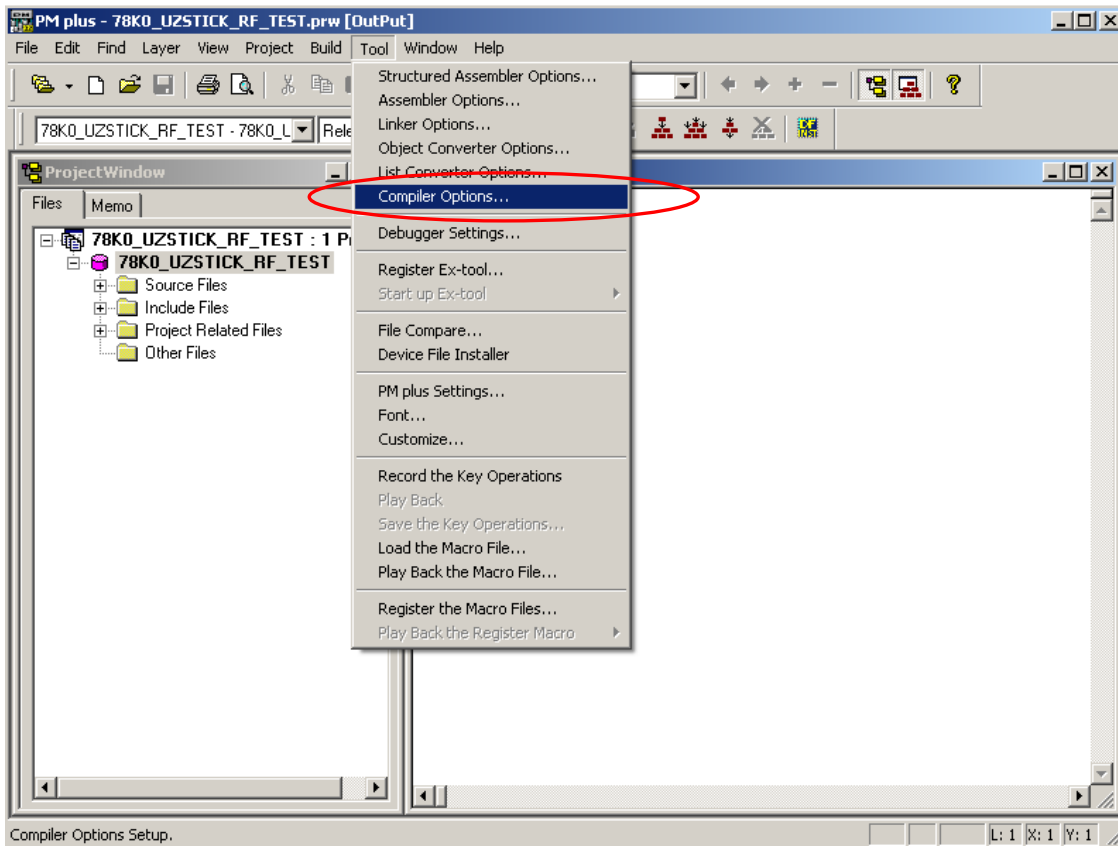 PM plus - 78K0_UZSTICK_RF_TEST.prw [OutPut]
File Edit Find Layer View Project Build Tool Window Help
78K0_UZSTICK_RF_TEST - 78K0_U Rele
ProjectWindow
Files Memo
78K0_UZSTICK_RF_TEST : 1 P
78K0_UZSTICK_RF_TEST
Source Files
Include Files
Project Related Files
Other Files
Structured Assembler Options...
Assembler Options...
Linker Options...
Object Converter Options...
List Converter Options...
Compiler Options...
Debugger Settings...
Register Ex-tool...
Start up Ex-tool
File Compare...
Device File Installer
PM plus Settings...
Font...
Customize...
Record the Key Operations
Play Back
Save the Key Operations...
Load the Macro File...
Play Back the Macro File...
Register the Macro Files...
Play Back the Register Macro
Compiler Options Setup.
L: 1 X: 1 Y: 1